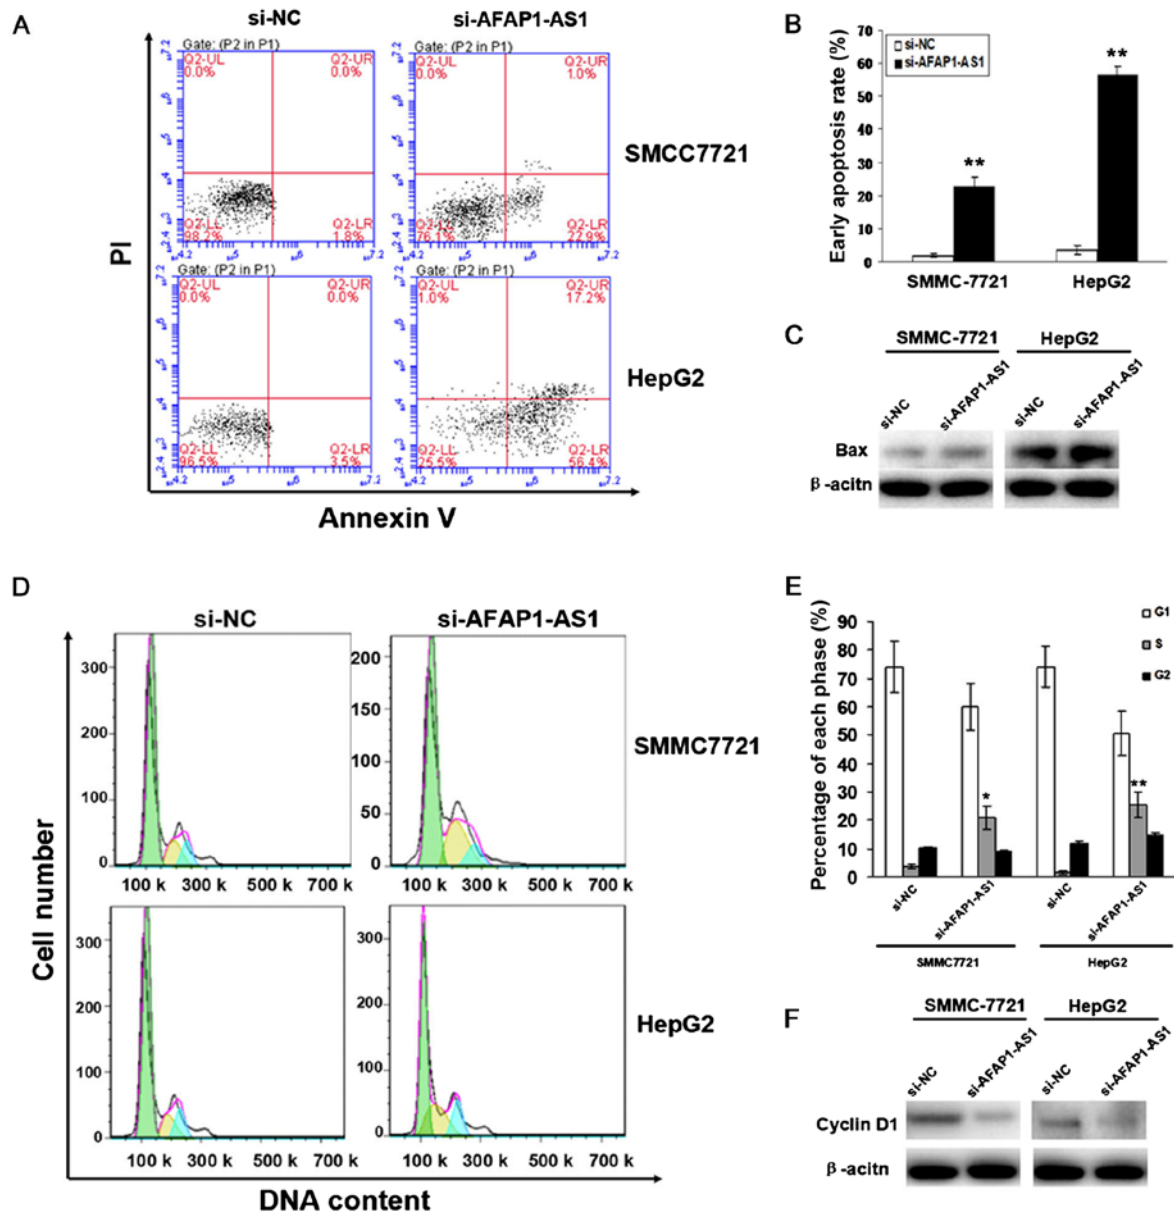 A
si-NC
si-AFAP1-AS1
Gate: (P2 in P1)
Q2-UL
0.0%
Q2-UR
0.0%
Q2-LL
98.2%
Q2-LR
1.8%
Gate: (P2 in P1)
Q2-UL
0.0%
Q2-UR
1.0%
Q2-LL
76.1%
Q2-LR
22.9%
SMCC7721
Gate: (P2 in P1)
Q2-UL
0.0%
Q2-UR
0.0%
Q2-LL
96.5%
Q2-LR
3.5%
Gate: (P2 in P1)
Q2-UL
1.0%
Q2-UR
17.2%
Q2-LL
25.5%
Q2-LR
56.4%
HepG2
PI
Annexin V
B
Early apoptosis rate (%)
70
60
50
40
30
20
10
0
si-NC
si-AFAP1-AS1
**
**
SMMC-7721
HepG2
C
SMMC-7721
HepG2
si-NC
si-AFAP1-AS1
si-NC
si-AFAP1-AS1
Bax
β-acitn
D
si-NC
si-AFAP1-AS1
300
200
100
0
100 k 300 k 500 k 700 k
200
150
100
50
0
100 k 300 k 500 k 700 k
SMMC7721
300
200
100
0
100 k 300 k 500 k 700 k
300
200
100
0
100 k 300 k 500 k 700 k
HepG2
Cell number
DNA content
E
Percentage of each phase (%)
90
80
70
60
50
40
30
20
10
0
G1
S
G2
*
**
si-NC
si-AFAP1-AS1
si-NC
si-AFAP1-AS1
SMMC7721
HepG2
F
SMMC-7721
HepG2
si-NC
si-AFAP1-AS1
si-NC
si-AFAP1-AS1
Cyclin D1
β-acitn